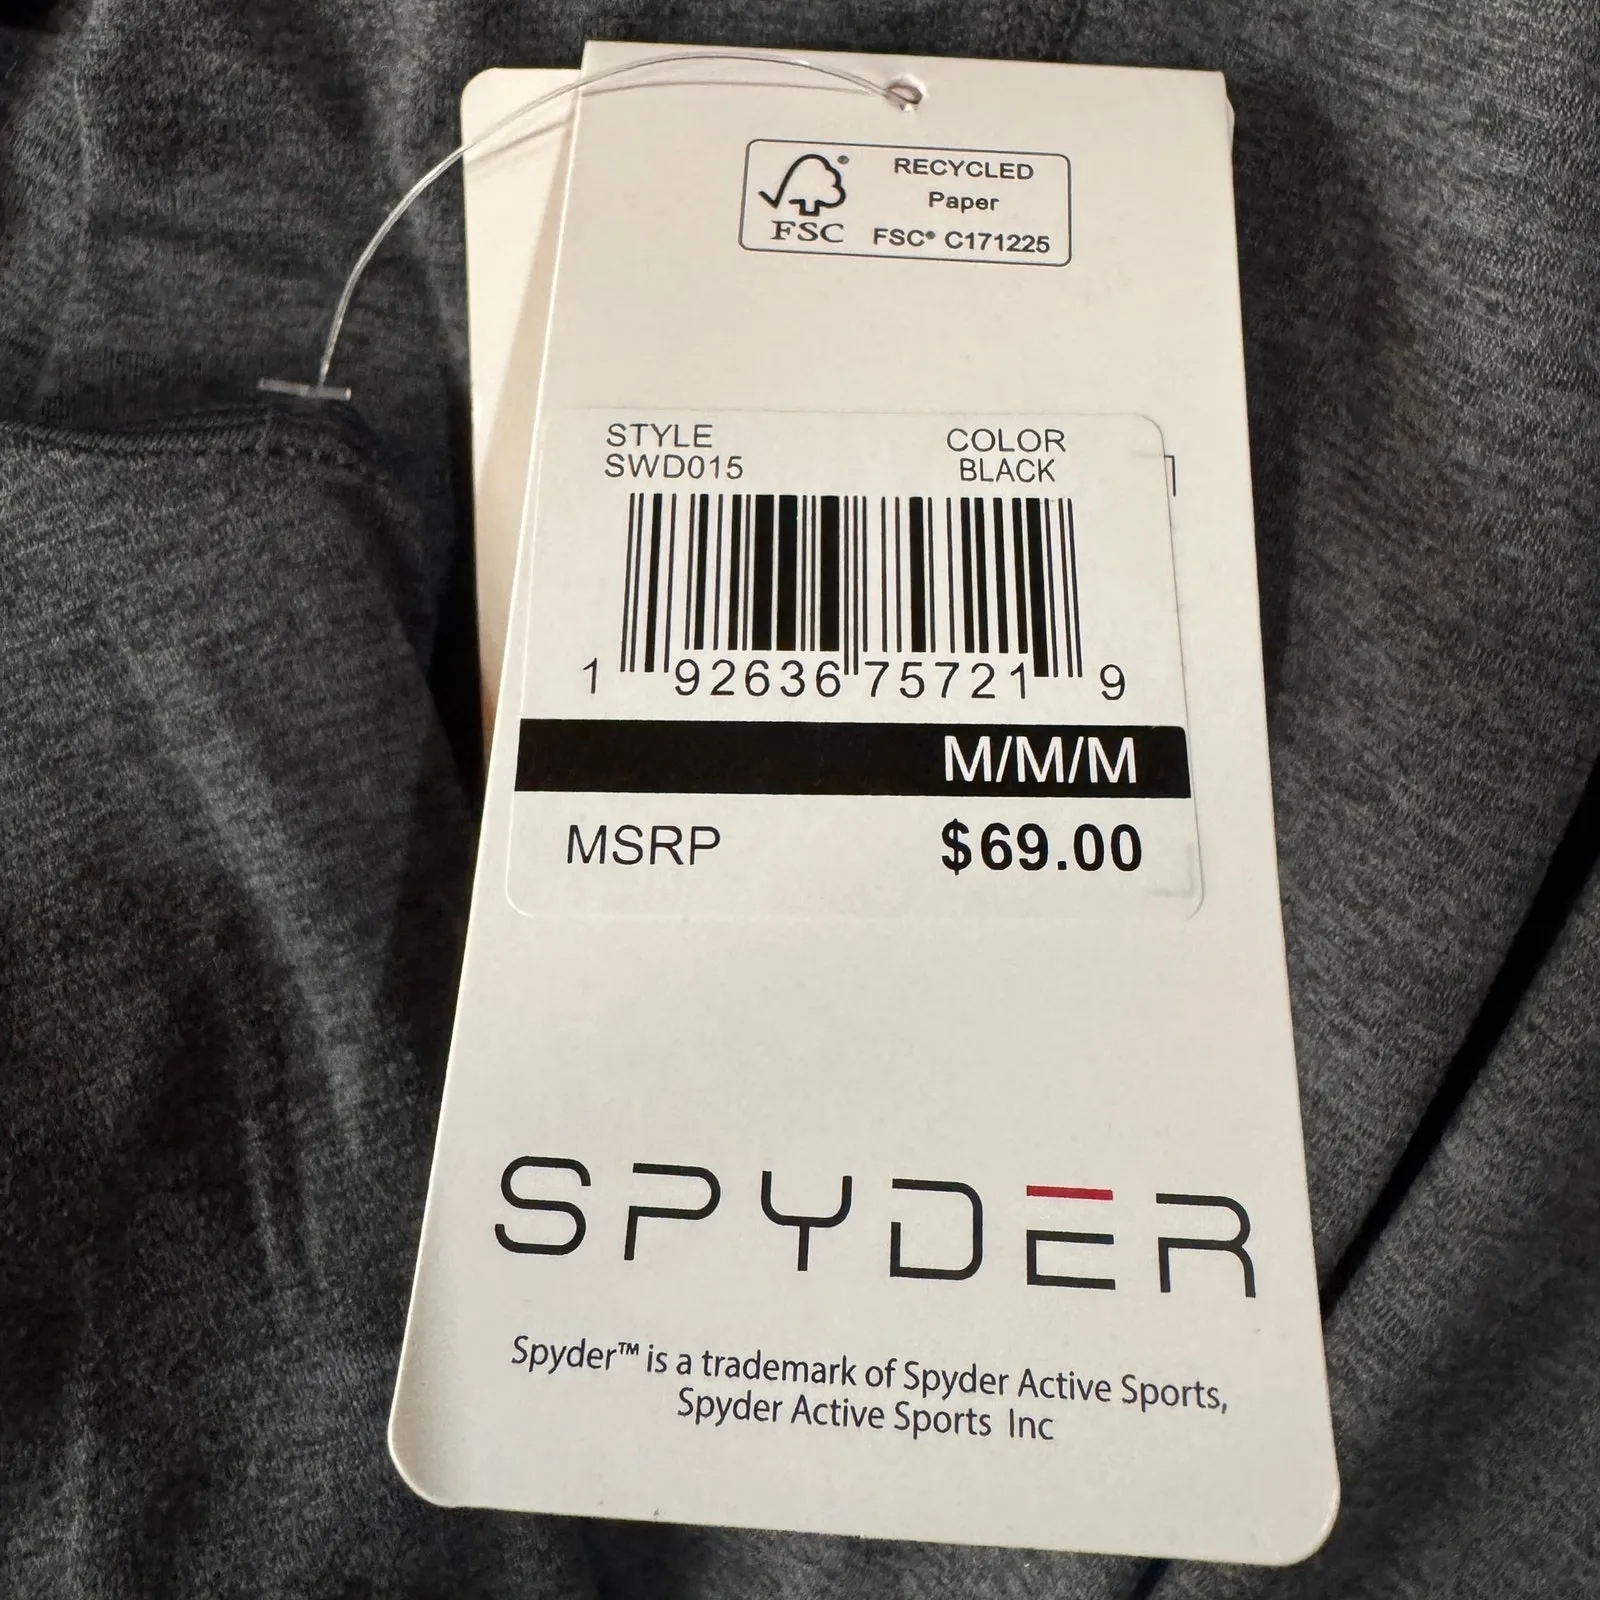 RECYCLED
Paper
FSC® C171225
FSC
STYLE
SWD015
COLOR
BLACK
1 92636 75721 9
M/M/M
MSRP $69.00
SPYDER
Spyder™ is a trademark of Spyder Active Sports,
Spyder Active Sports Inc